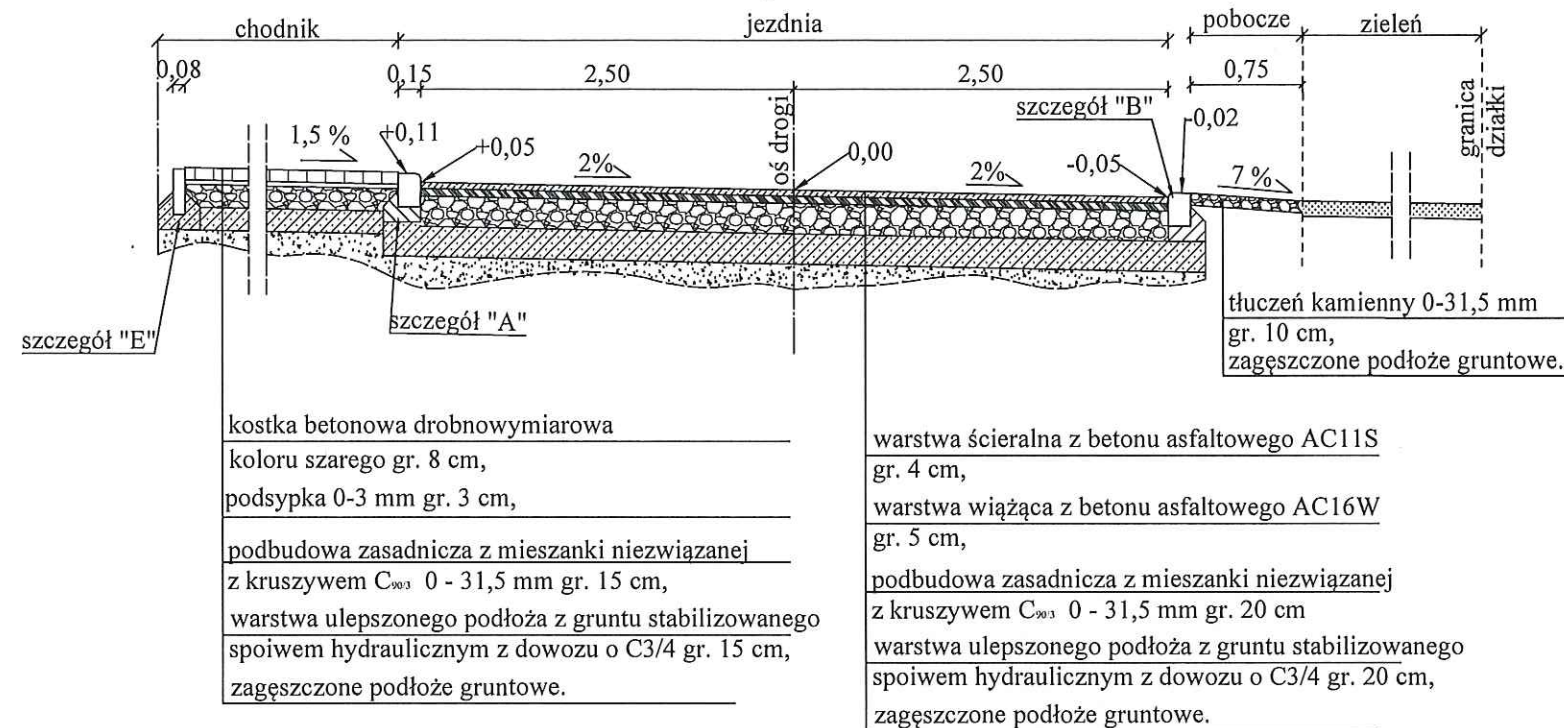 chodnik
jezdnia
pobocze
zieleń
0,08
0,15
2,50
2,50
0,75
szczegół "B"
-0,02
granica
działki
oś drogi
1,5 %
+0,11
+0,05
2%
0,00
2%
-0,05
7 %
szczegół "E"
szczegół "A"
tłuczeń kamienny 0-31,5 mm
gr. 10 cm,
zagęszczone podłoże gruntowe.
kostka betonowa drobnowymiarowa
koloru szarego gr. 8 cm,
podsypka 0-3 mm gr. 3 cm,
podbudowa zasadnicza z mieszanki niezwiązanej
z kruszywem C90/3 0 - 31,5 mm gr. 15 cm,
warstwa ulepszonego podłoża z gruntu stabilizowanego
spoiwem hydraulicznym z dowozu o C3/4 gr. 15 cm,
zagęszczone podłoże gruntowe.
warstwa ścieralna z betonu asfaltowego AC11S
gr. 4 cm,
warstwa wiążąca z betonu asfaltowego AC16W
gr. 5 cm,
podbudowa zasadnicza z mieszanki niezwiązanej
z kruszywem C90/3 0 - 31,5 mm gr. 20 cm
warstwa ulepszonego podłoża z gruntu stabilizowanego
spoiwem hydraulicznym z dowozu o C3/4 gr. 20 cm,
zagęszczone podłoże gruntowe.